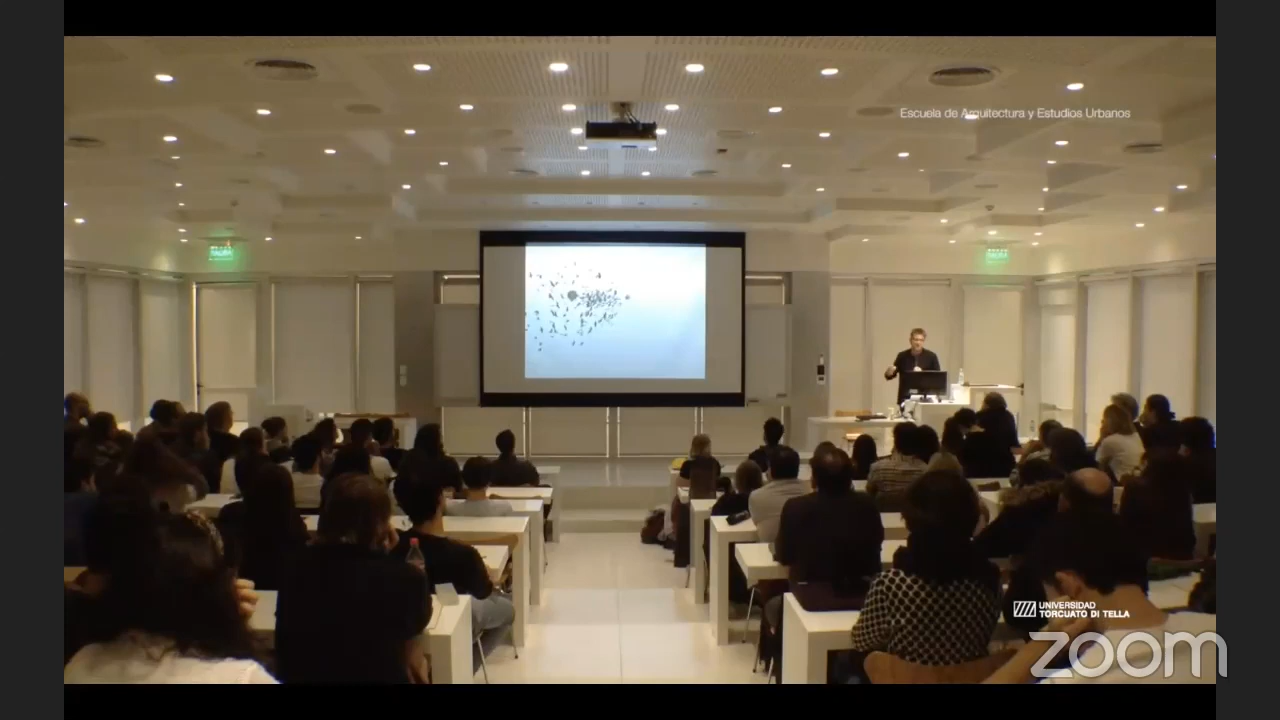 Escuela de Arquitectura y Estudios Urbanos
UNIVERSIDAD
TORCUATO DI TELLA
zoom